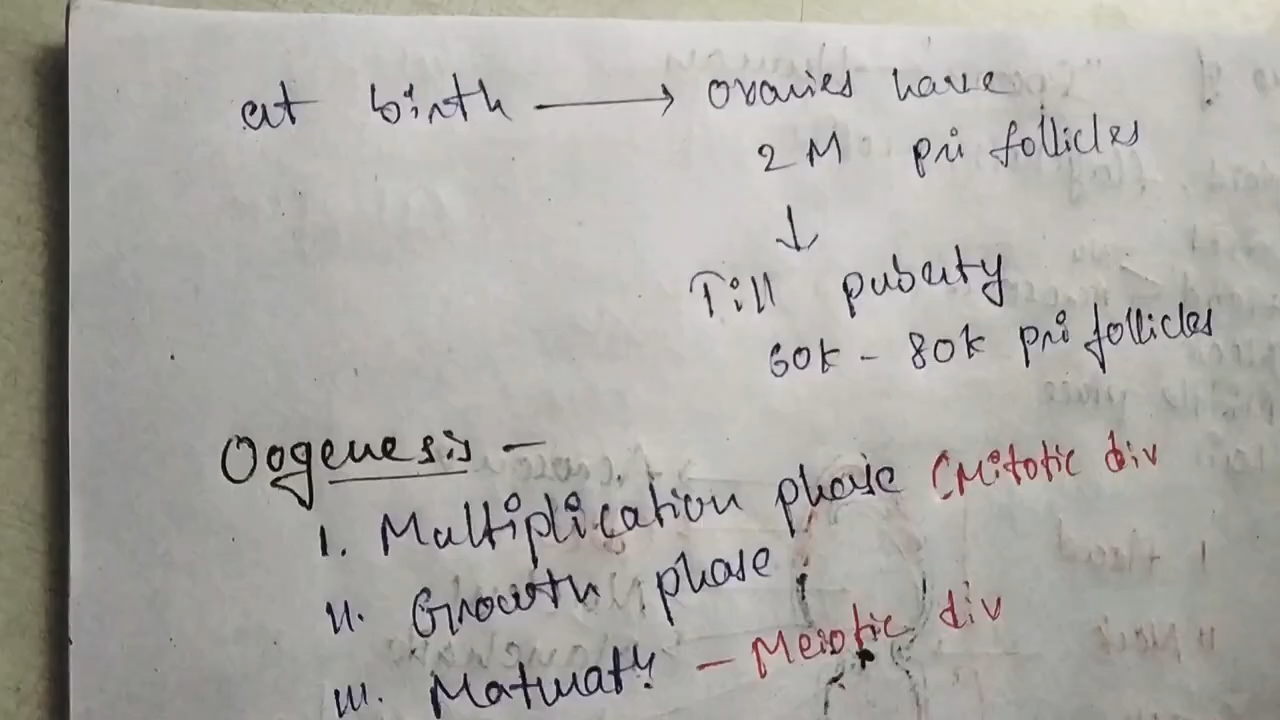 at birth → ovaries have
2 M pri follicles
↓
Till puberty
60k - 80k pri follicles
Oogenesis -
I. Multiplication phase (Mitotic div
II. Growth phase
III. Maturatn - Meiotic div